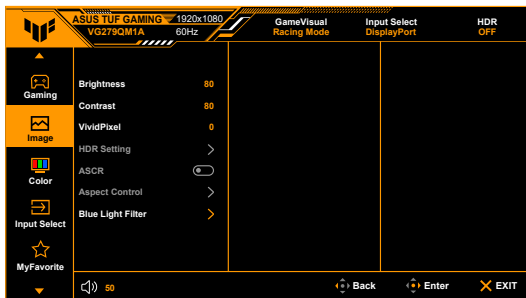 ASUS TUF GAMING 1920x1080 GameVisual Input Select HDR
VG279QM1A 60Hz Racing Mode DisplayPort OFF
Gaming
Image
Color
Input Select
MyFavorite
Brightness 80
Contrast 80
VividPixel 0
HDR Setting
ASCR
Aspect Control
Blue Light Filter
50 Back Enter EXIT